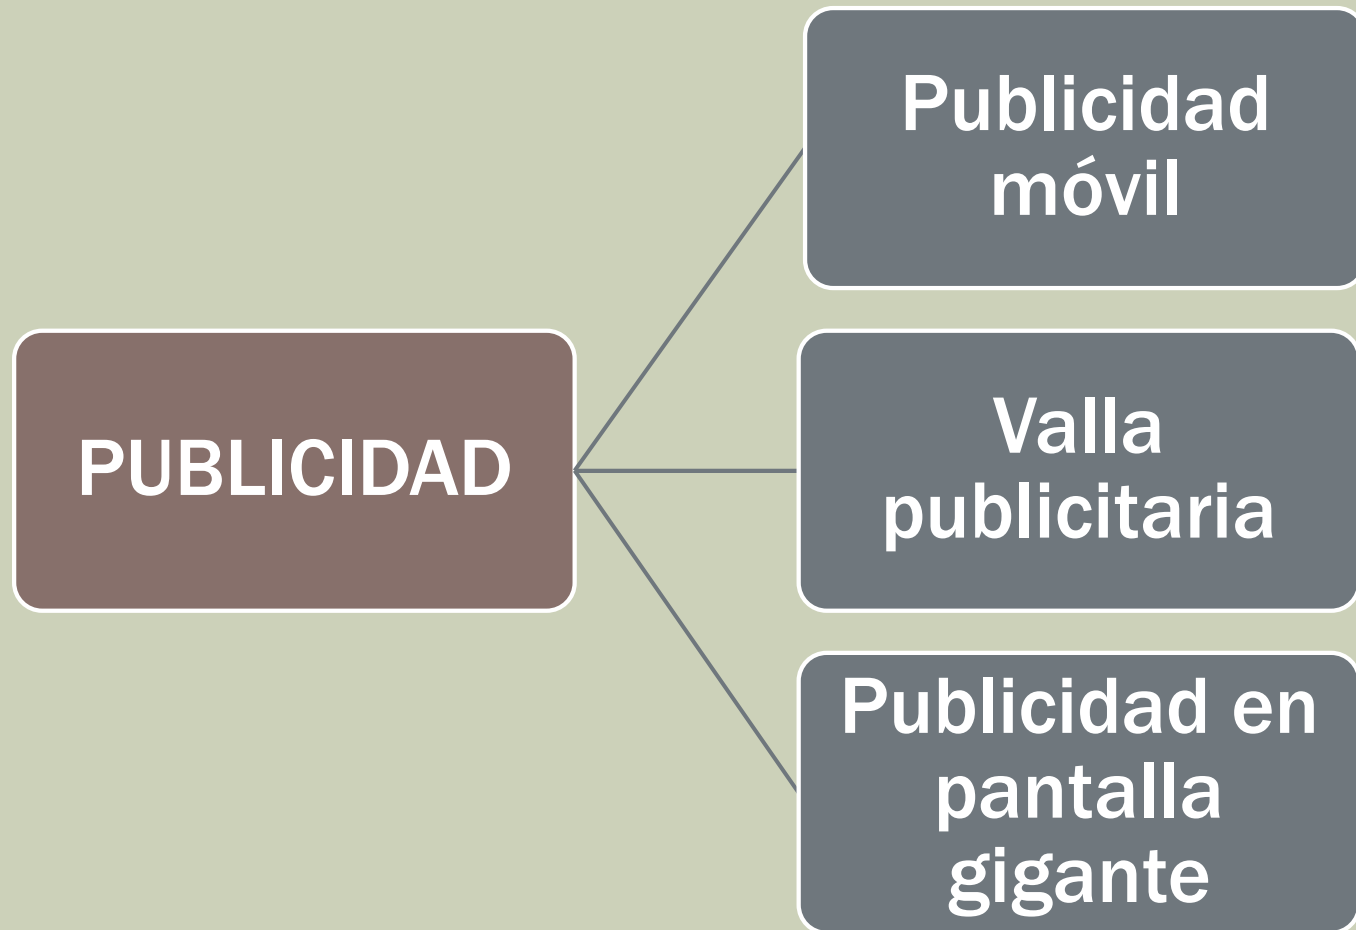 PUBLICIDAD
Publicidad
móvil
Valla
publicitaria
Publicidad en
pantalla
gigante